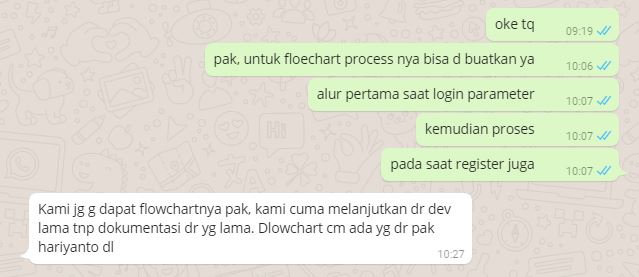 oke tq
09:19
pak, untuk floechart process nya bisa d buatkan ya
10:06
alur pertama saat login parameter
10:07
kemudian proses
10:07
pada saat register juga
10:07
Kami jg g dapat flowchartnya pak, kami cuma melanjutkan dr dev
lama tnp dokumentasi dr yg lama. Dlowchart cm ada yg dr pak
hariyanto dl
10:27